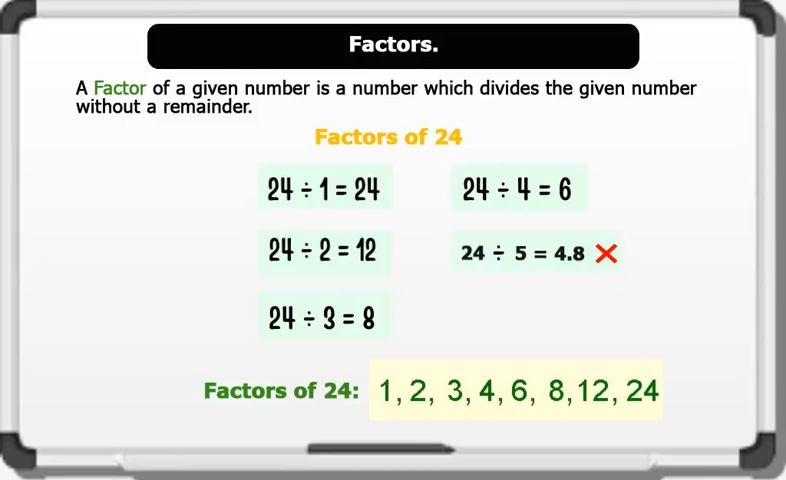 Factors.
A Factor of a given number is a number which divides the given number
without a remainder.
Factors of 24
24 ÷ 1 = 24
24 ÷ 2 = 12
24 ÷ 3 = 8
24 ÷ 4 = 6
24 ÷ 5 = 4.8
Factors of 24: 1, 2, 3, 4, 6, 8,12, 24